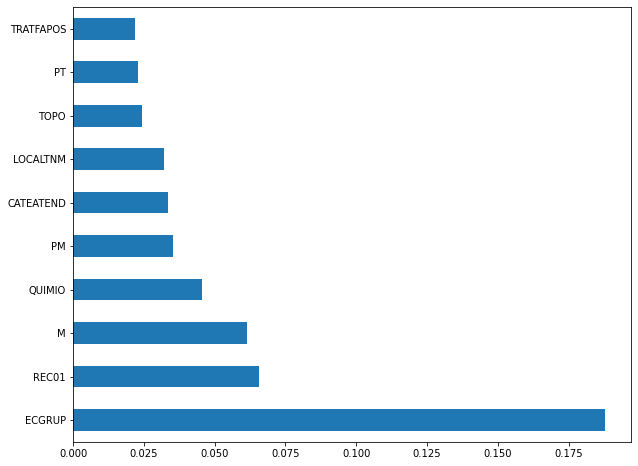 TRATFAPOS
PT
TOPO
LOCALTNM
CATEATEND
PM
QUIMIO
M
REC01
ECGRUP
0.000 0.025 0.050 0.075 0.100 0.125 0.150 0.175